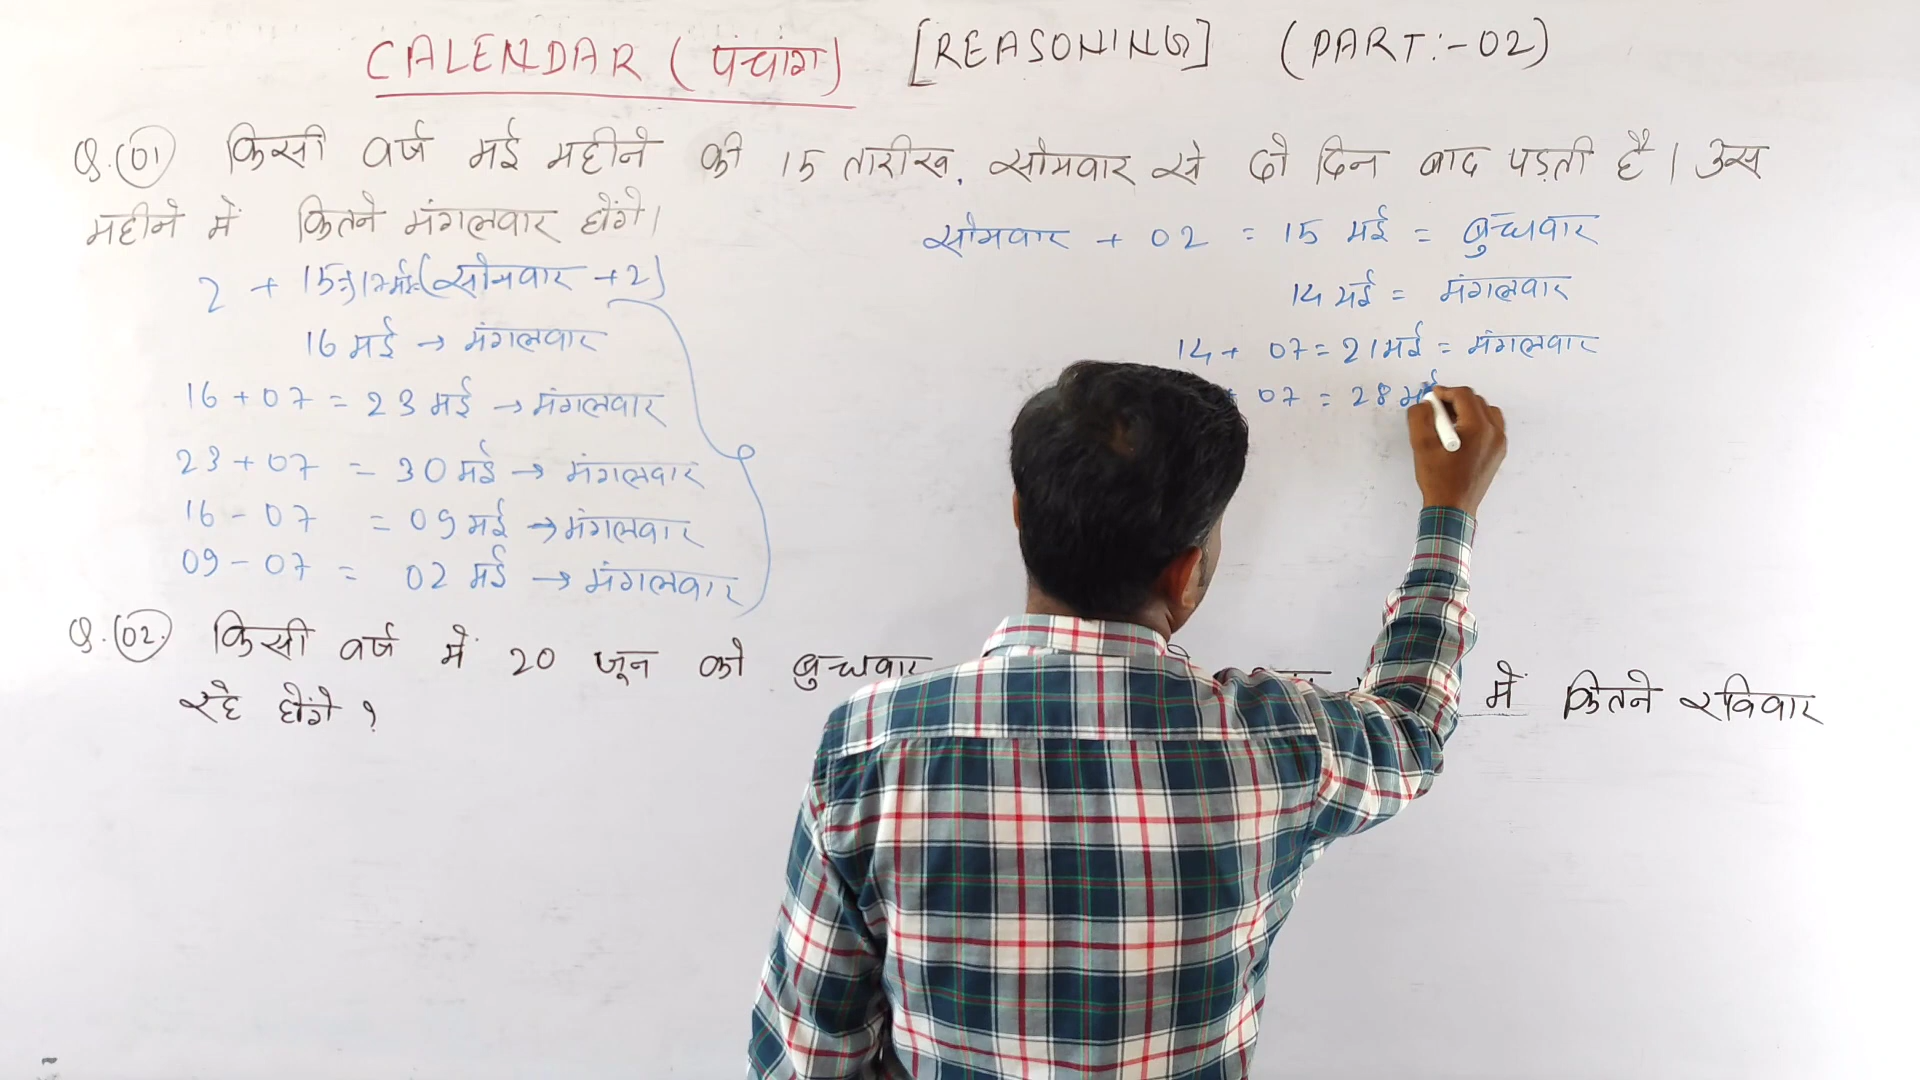 CALENDAR (पंचांग) [REASONING] (PART:-02)
Q.(01) किसी वर्ष मई महीने की 15 तारीख, सोमवार से दो दिन बाद पड़ती है। उस
महीने में कितने मंगलवार होंगे।
2 + 15 = 17 मई = (सोमवार + 2)
16 मई → मंगलवार
16 + 07 = 23 मई → मंगलवार
23 + 07 = 30 मई → मंगलवार
16 - 07 = 09 मई → मंगलवार
09 - 07 = 02 मई → मंगलवार
सोमवार + 02 = 15 मई = बुधवार
14 मई = मंगलवार
14 + 07 = 21 मई = मंगलवार
+ 07 = 28 मई
Q.(02) किसी वर्ष में 20 जून को बुधवार में कितने रविवार
रहे होंगे ?